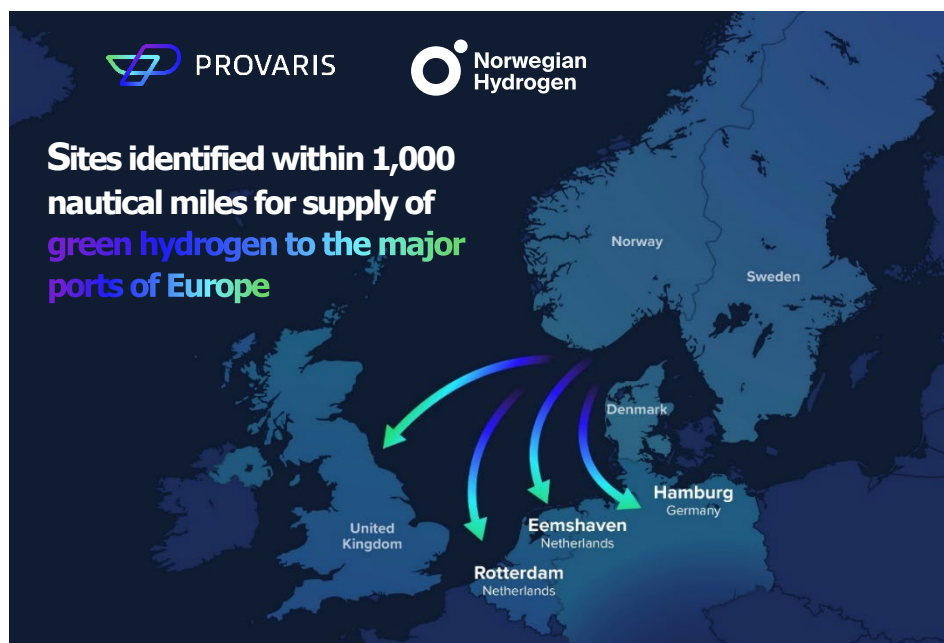 PROVARIS
Norwegian
Hydrogen
Sites identified within 1,000
nautical miles for supply of
green hydrogen to the major
ports of Europe
Norway
Sweden
Denmark
Hamburg
Germany
Eemshaven
Netherlands
United
Kingdom
Rotterdam
Netherlands